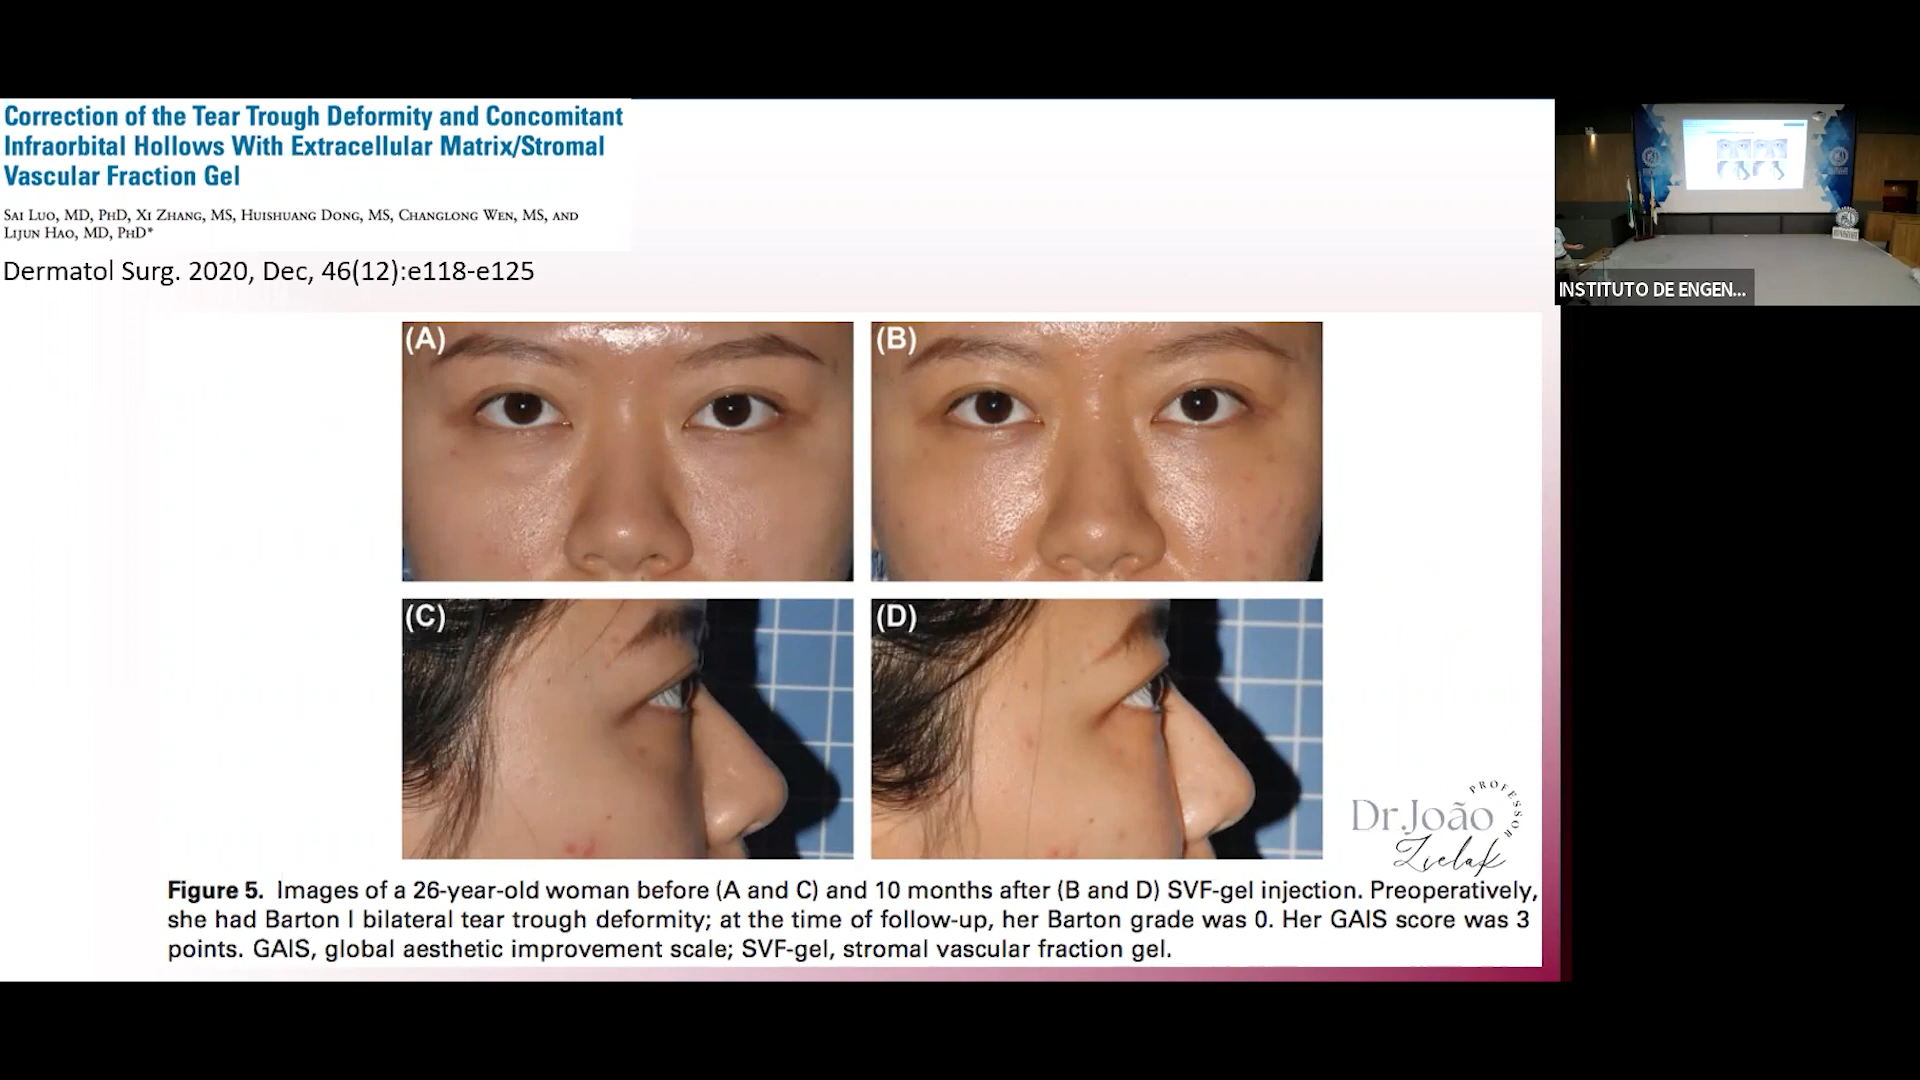 Correction of the Tear Trough Deformity and Concomitant
Infraorbital Hollows With Extracellular Matrix/Stromal
Vascular Fraction Gel
Sai Luo, MD, PhD, Xi Zhang, MS, Huishuang Dong, MS, Changlong Wen, MS, and
Lijun Hao, MD, PhD*
Dermatol Surg. 2020, Dec, 46(12):e118-e125
INSTITUTO DE ENGEN...
(A)
(B)
(C)
(D)
PROFESSOR
Dr.João
Zielak
Figure 5. Images of a 26-year-old woman before (A and C) and 10 months after (B and D) SVF-gel injection. Preoperatively,
she had Barton I bilateral tear trough deformity; at the time of follow-up, her Barton grade was 0. Her GAIS score was 3
points. GAIS, global aesthetic improvement scale; SVF-gel, stromal vascular fraction gel.